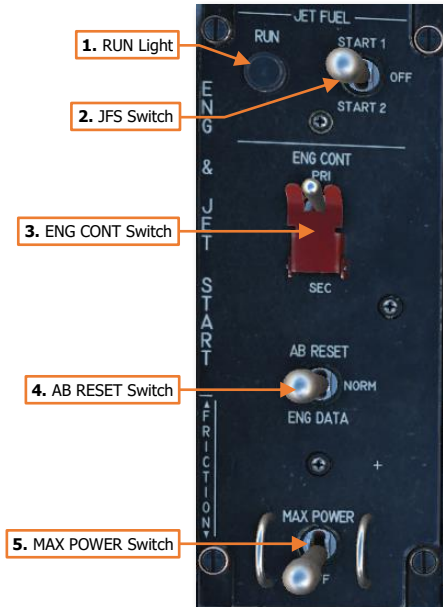 JET FUEL
RUN
START 1
1. RUN Light
OFF
2. JFS Switch
START 2
ENG & JET START
ENG CONT
PRI
3. ENG CONT Switch
SEC
AB RESET
4. AB RESET Switch
NORM
ENG DATA
FRICTION
MAX POWER
5. MAX POWER Switch